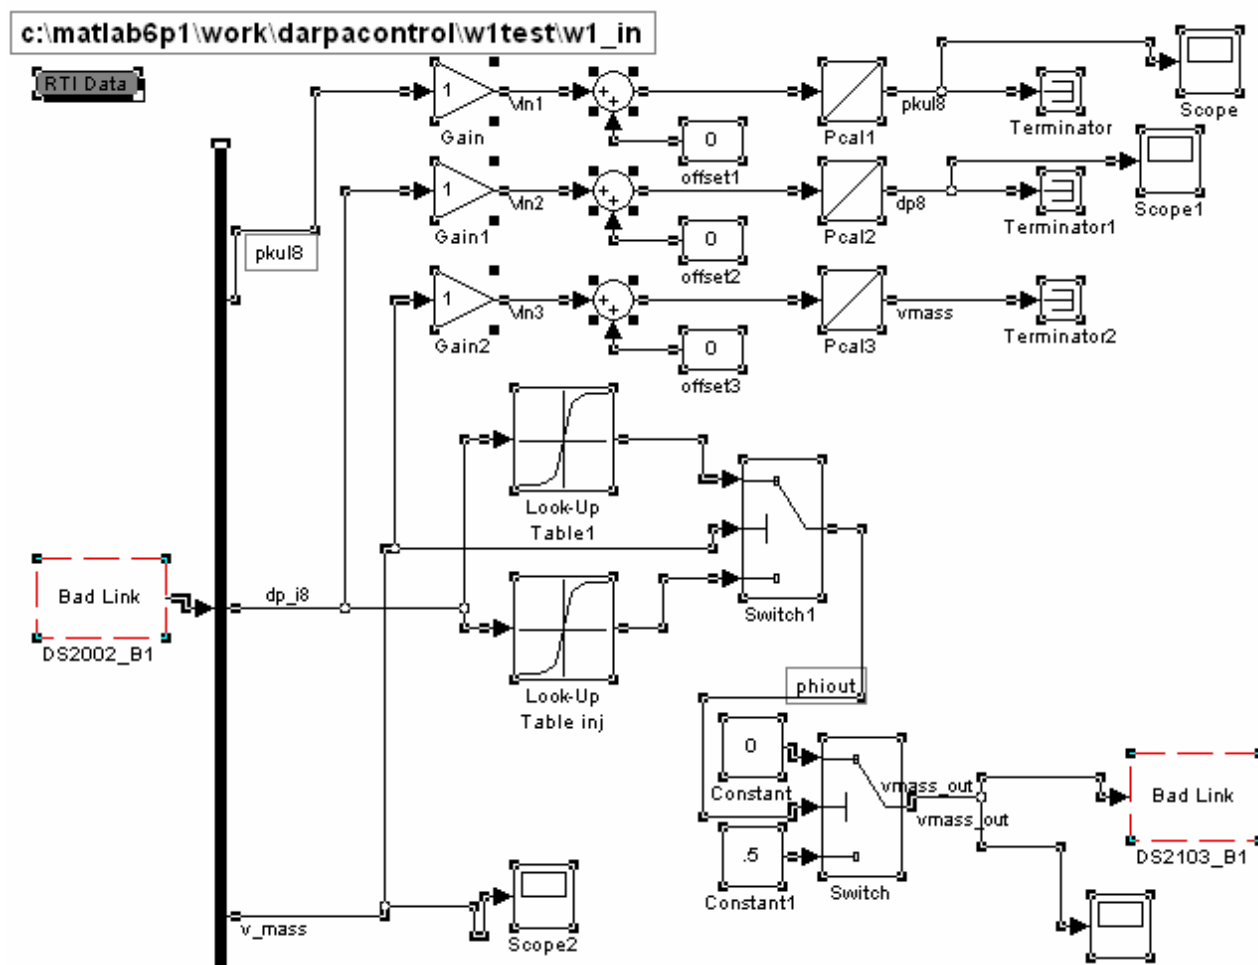 c:\matlab6p1\work\darpacontrol\w1test\w1_in
RTI Data
1
Vin1
Gain
+
+
0
offset1
Pcal1
pkul8
Terminator
Scope
1
Vin2
Gain1
+
+
0
offset2
Pcal2
dp8
Terminator1
Scope1
pkul8
1
Vin3
Gain2
+
+
0
offset3
Pcal3
vmass
Terminator2
Look-Up
Table1
Switch1
Bad Link
DS2002_B1
dp_i8
Look-Up
Table inj
phiout
0
Constant
.5
Constant1
Switch
vmass_out
vmass_out
Bad Link
DS2103_B1
v_mass
Scope2